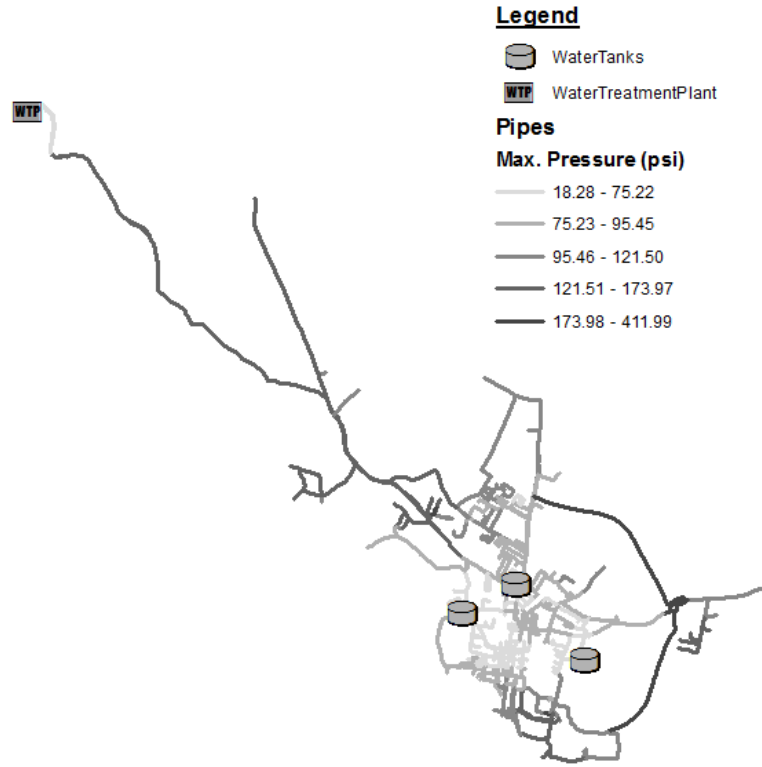 Legend
WaterTanks
WTP WaterTreatmentPlant
Pipes
Max. Pressure (psi)
18.28 - 75.22
75.23 - 95.45
95.46 - 121.50
121.51 - 173.97
173.98 - 411.99
WTP